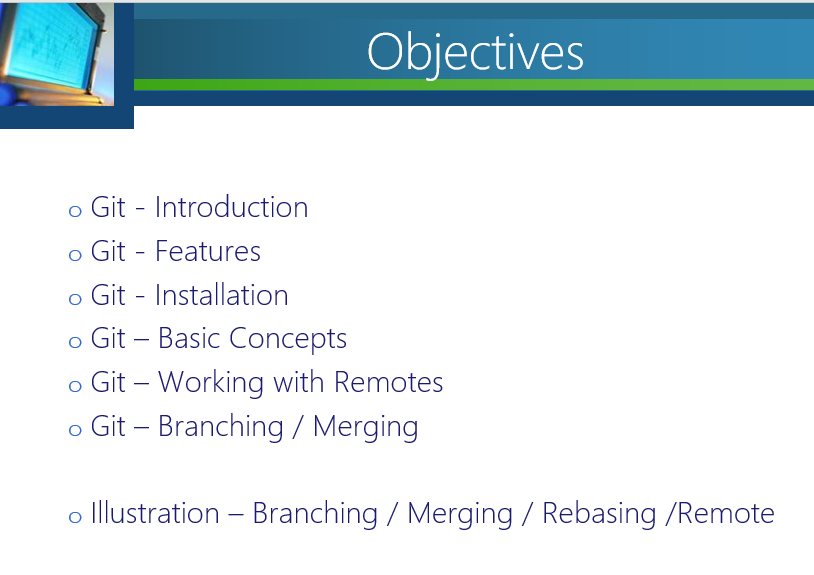 Objectives
o Git - Introduction
o Git - Features
o Git - Installation
o Git – Basic Concepts
o Git – Working with Remotes
o Git – Branching / Merging
o Illustration – Branching / Merging / Rebasing /Remote